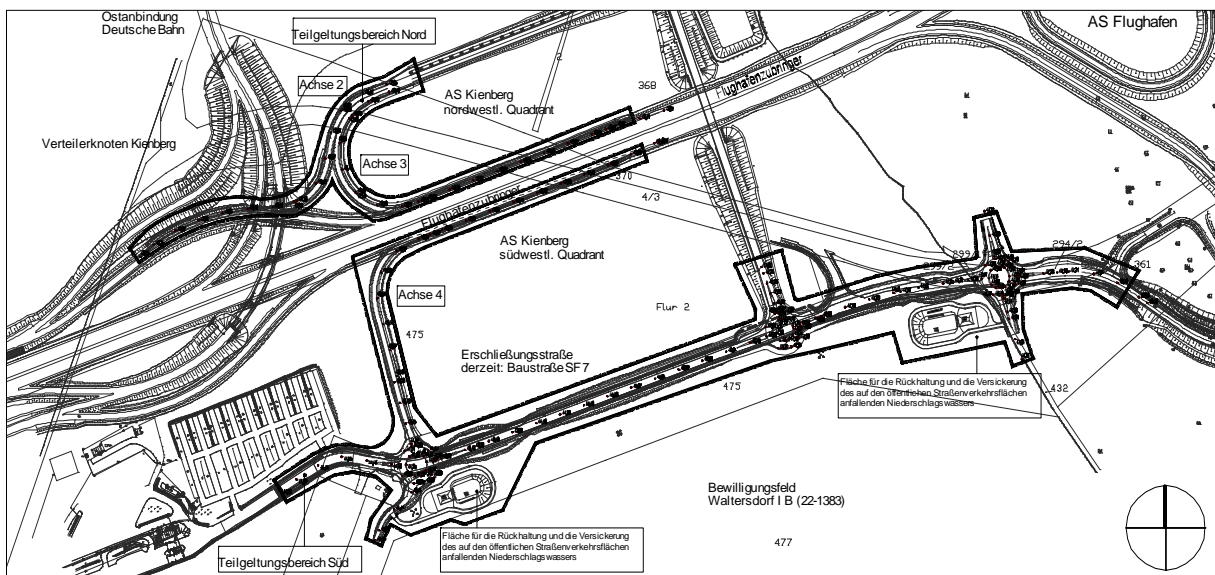 Ostanbindung
Deutsche Bahn
Teilgeltungsbereich Nord
AS Flughafen
Achse 2
AS Kienberg
nordwestl. Quadrant
368
Flughafenzubringer
Verteilerknoten Kienberg
Achse 3
370
4/3
Flughafenzubringer
AS Kienberg
südwestl. Quadrant
299
299/2
294/2
361
Achse 4
Flur 2
475
Erschließungsstraße
derzeit: Baustraße SF7
475
432
Fläche für die Rückhaltung und die Versickerung
des auf den öffentlichen Straßenverkehrsflächen
anfallenden Niederschlagswassers
Bewilligungsfeld
Waltersdorf I B (22-1383)
477
Fläche für die Rückhaltung und die Versickerung
des auf den öffentlichen Straßenverkehrsflächen
anfallenden Niederschlagswassers
Teilgeltungsbereich Süd